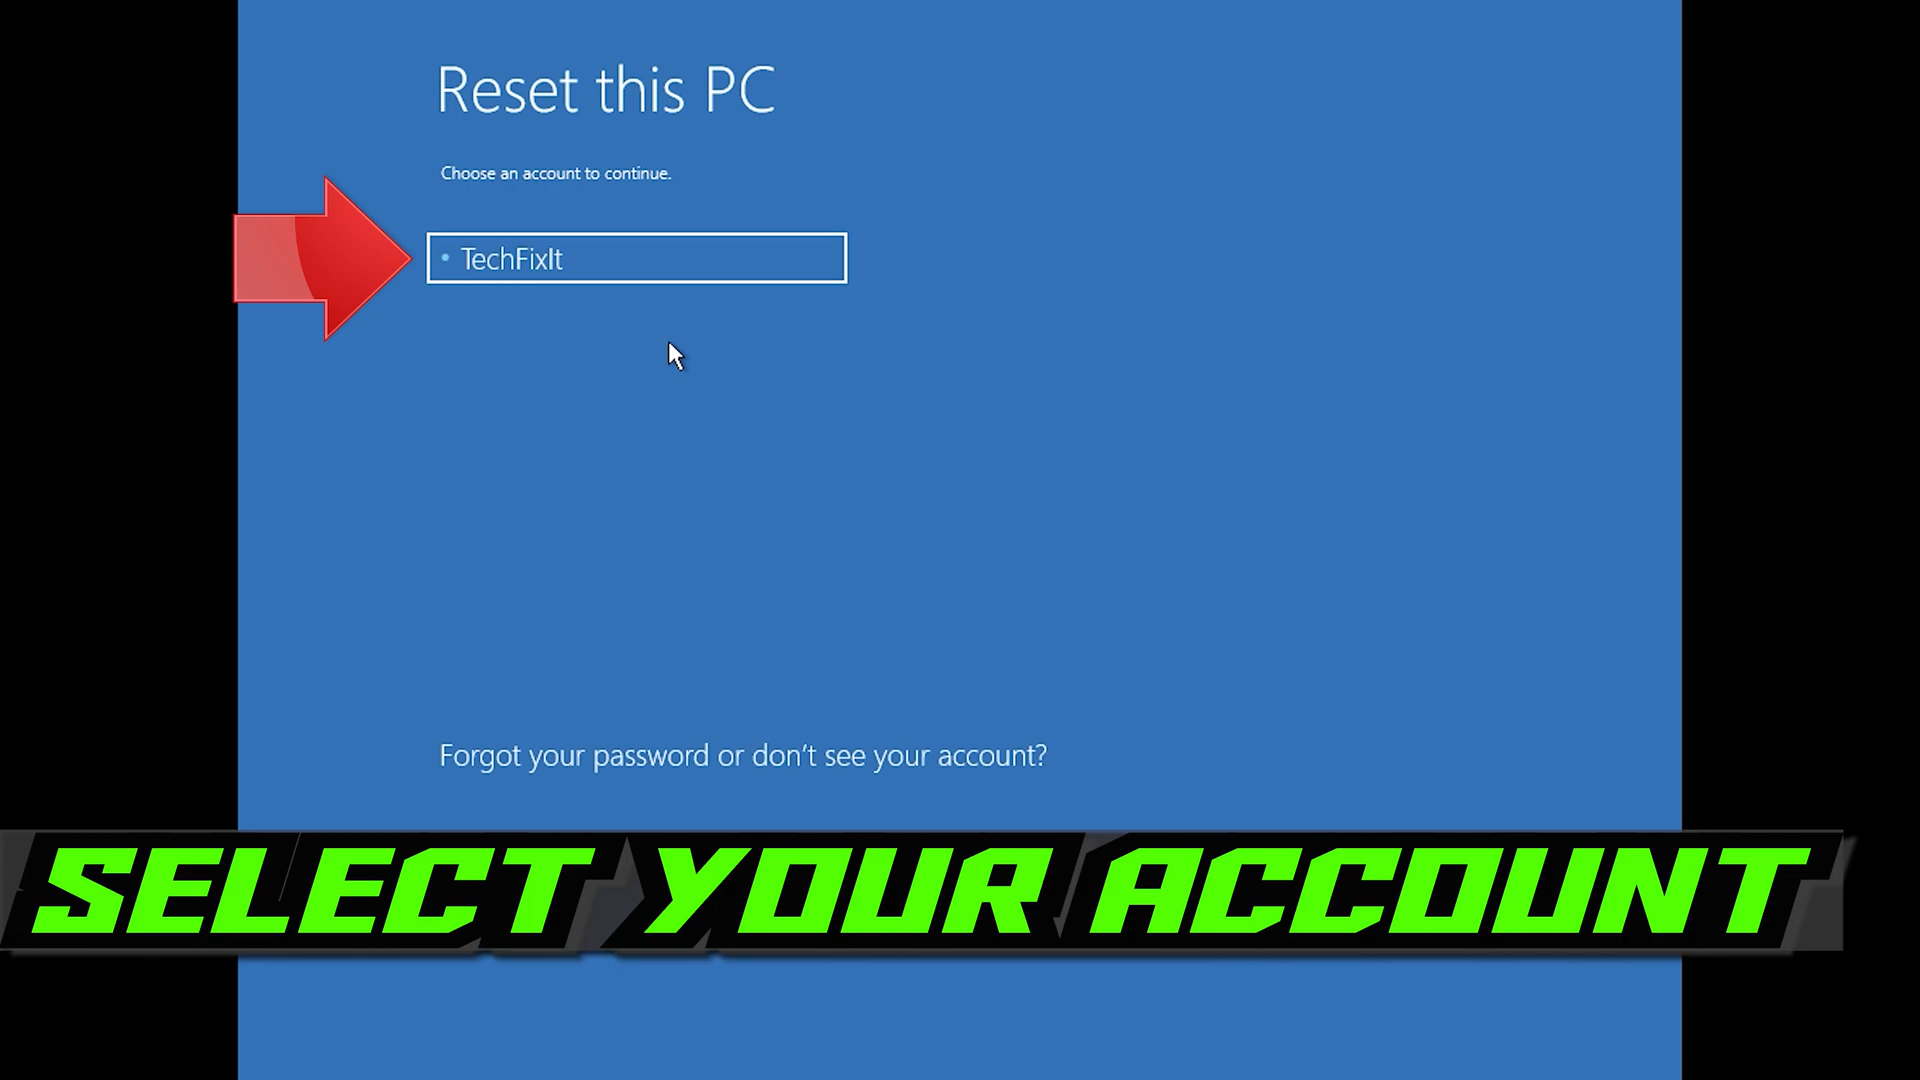 Reset this PC
Choose an account to continue.
• TechFixIt
Forgot your password or don't see your account?
SELECT YOUR ACCOUNT